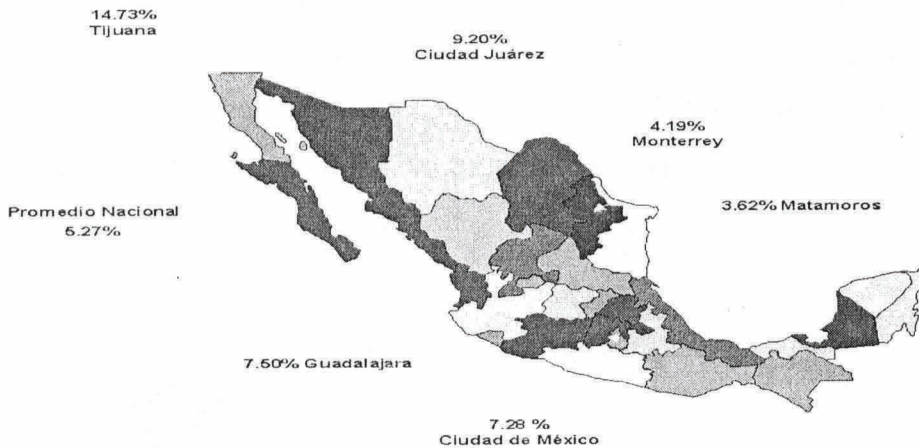 14.73%
Tijuana
9.20%
Ciudad Juárez
4.19%
Monterrey
Promedio Nacional
5.27%
3.62% Matamoros
7.50% Guadalajara
7.28 %
Ciudad de México